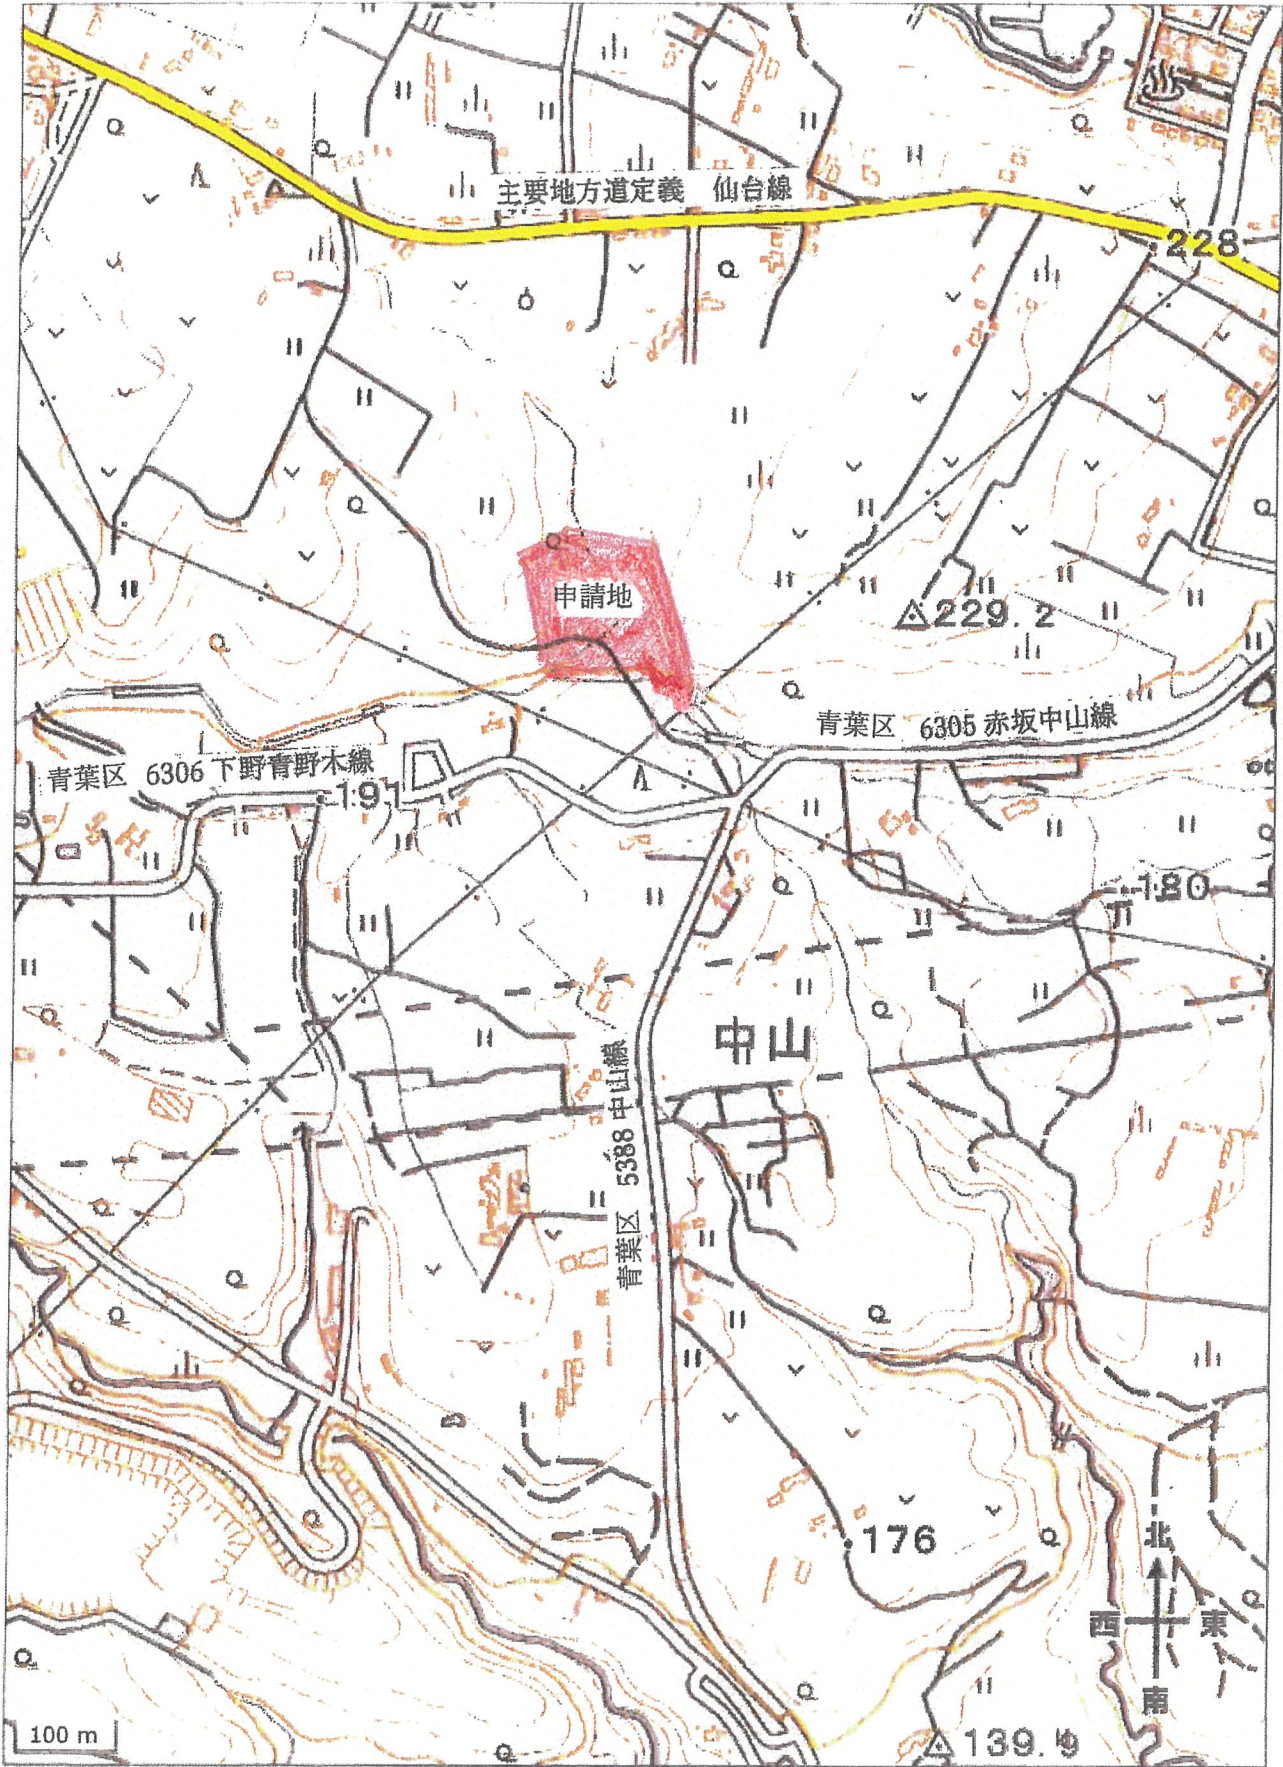 主要地方道定義　仙台線
228
申請地
229.2
青葉区　6305 赤坂中山線
青葉区　6306 下野青野木線
191
180
中山
青葉区　5388 中山線
176
北
西
東
南
100 m
139.9